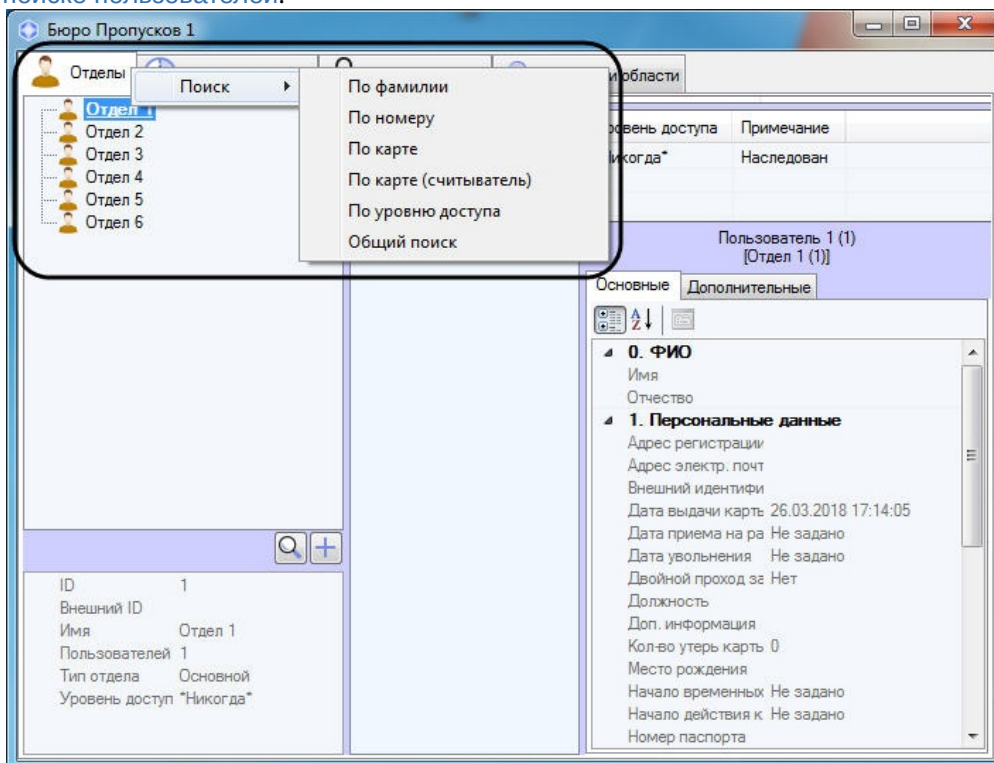 поиске пользователей.
Бюро Пропусков 1
Отделы
области
Поиск
По фамилии
По номеру
По карте
По карте (считыватель)
По уровню доступа
Общий поиск
Отдел 1
Отдел 2
Отдел 3
Отдел 4
Отдел 5
Отдел 6
доступа Примечание
Наследован
Пользователь 1 (1)
[Отдел 1 (1)]
Основные Дополнительные
0. ФИО
Имя
Отчество
1. Персональные данные
Адрес регистрации
Адрес электр. почт
Внешний идентифи
Дата выдачи карть 26.03.2018 17:14:05
Дата приема на ра Не задано
Дата увольнения Не задано
Двойной проход за Нет
Должность
Доп. информация
Кол-во утерь карть 0
Место рождения
Начало временных Не задано
Начало действия к Не задано
Номер паспорта
ID 1
Внешний ID
Имя Отдел 1
Пользователей 1
Тип отдела Основной
Уровень доступ "Никогда"